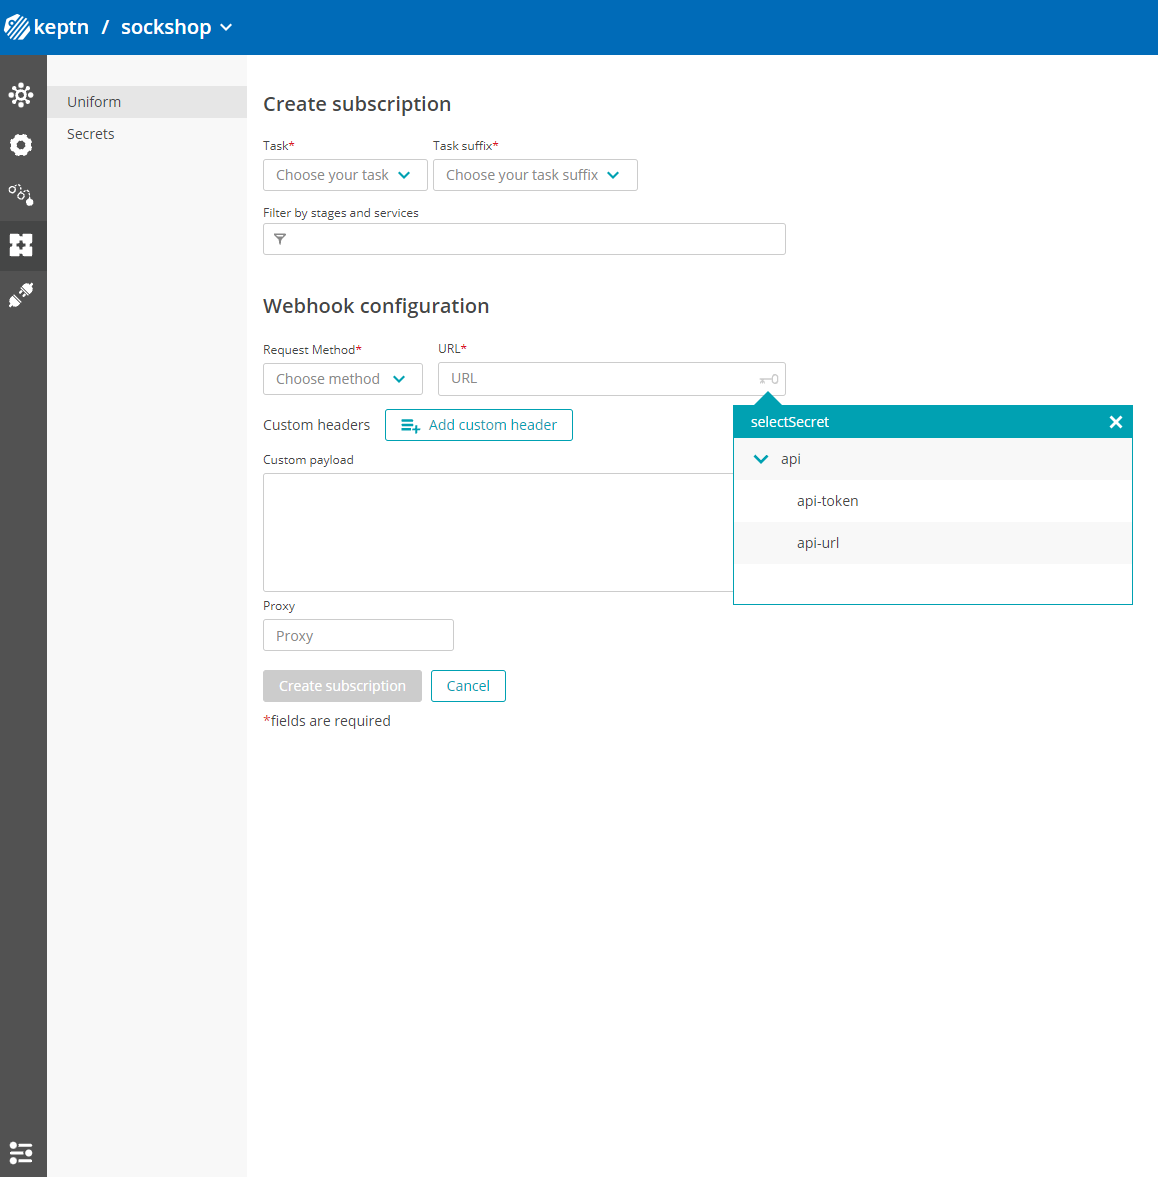 keptn / sockshop
Uniform
Secrets
Create subscription
Task* Task suffix*
Choose your task Choose your task suffix
Filter by stages and services
Webhook configuration
Request Method* URL*
Choose method URL
Custom headers Add custom header
selectSecret
api
api-token
api-url
Custom payload
Proxy
Proxy
Create subscription Cancel
*fields are required